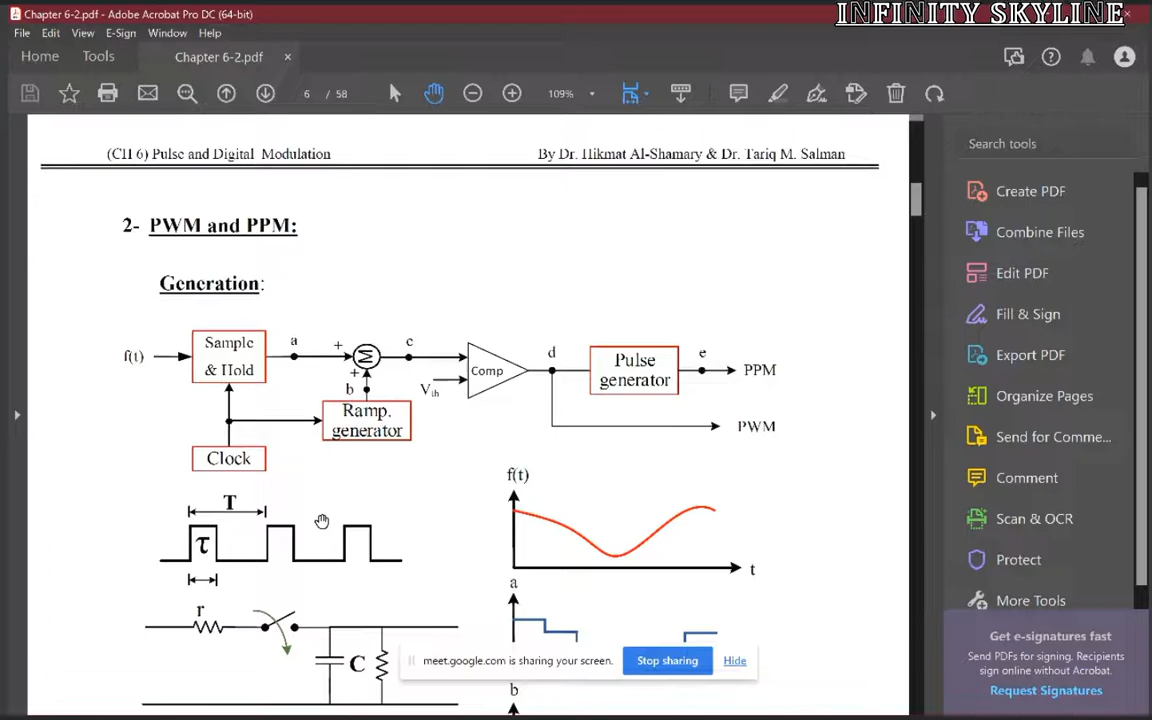 Chapter 6-2.pdf - Adobe Acrobat Pro DC (64-bit)
INFINITY SKYLINE
File Edit View E-Sign Window Help
Home Tools Chapter 6-2.pdf ×
6 / 58 109%
(CH 6) Pulse and Digital Modulation By Dr. Hikmat Al-Shamary & Dr. Tariq M. Salman
2- PWM and PPM:
Generation:
f(t)
Sample
& Hold
a
+
Σ
+
b
c
Ramp.
generator
Clock
Vth
Comp
d
Pulse
generator
e
PPM
PWM
T
τ
r
C
f(t)
t
a
b
meet.google.com is sharing your screen. Stop sharing Hide
Search tools
Create PDF
Combine Files
Edit PDF
Fill & Sign
Export PDF
Organize Pages
Send for Comme...
Comment
Scan & OCR
Protect
More Tools
Get e-signatures fast
Send PDFs for signing. Recipients
sign online without Acrobat.
Request Signatures